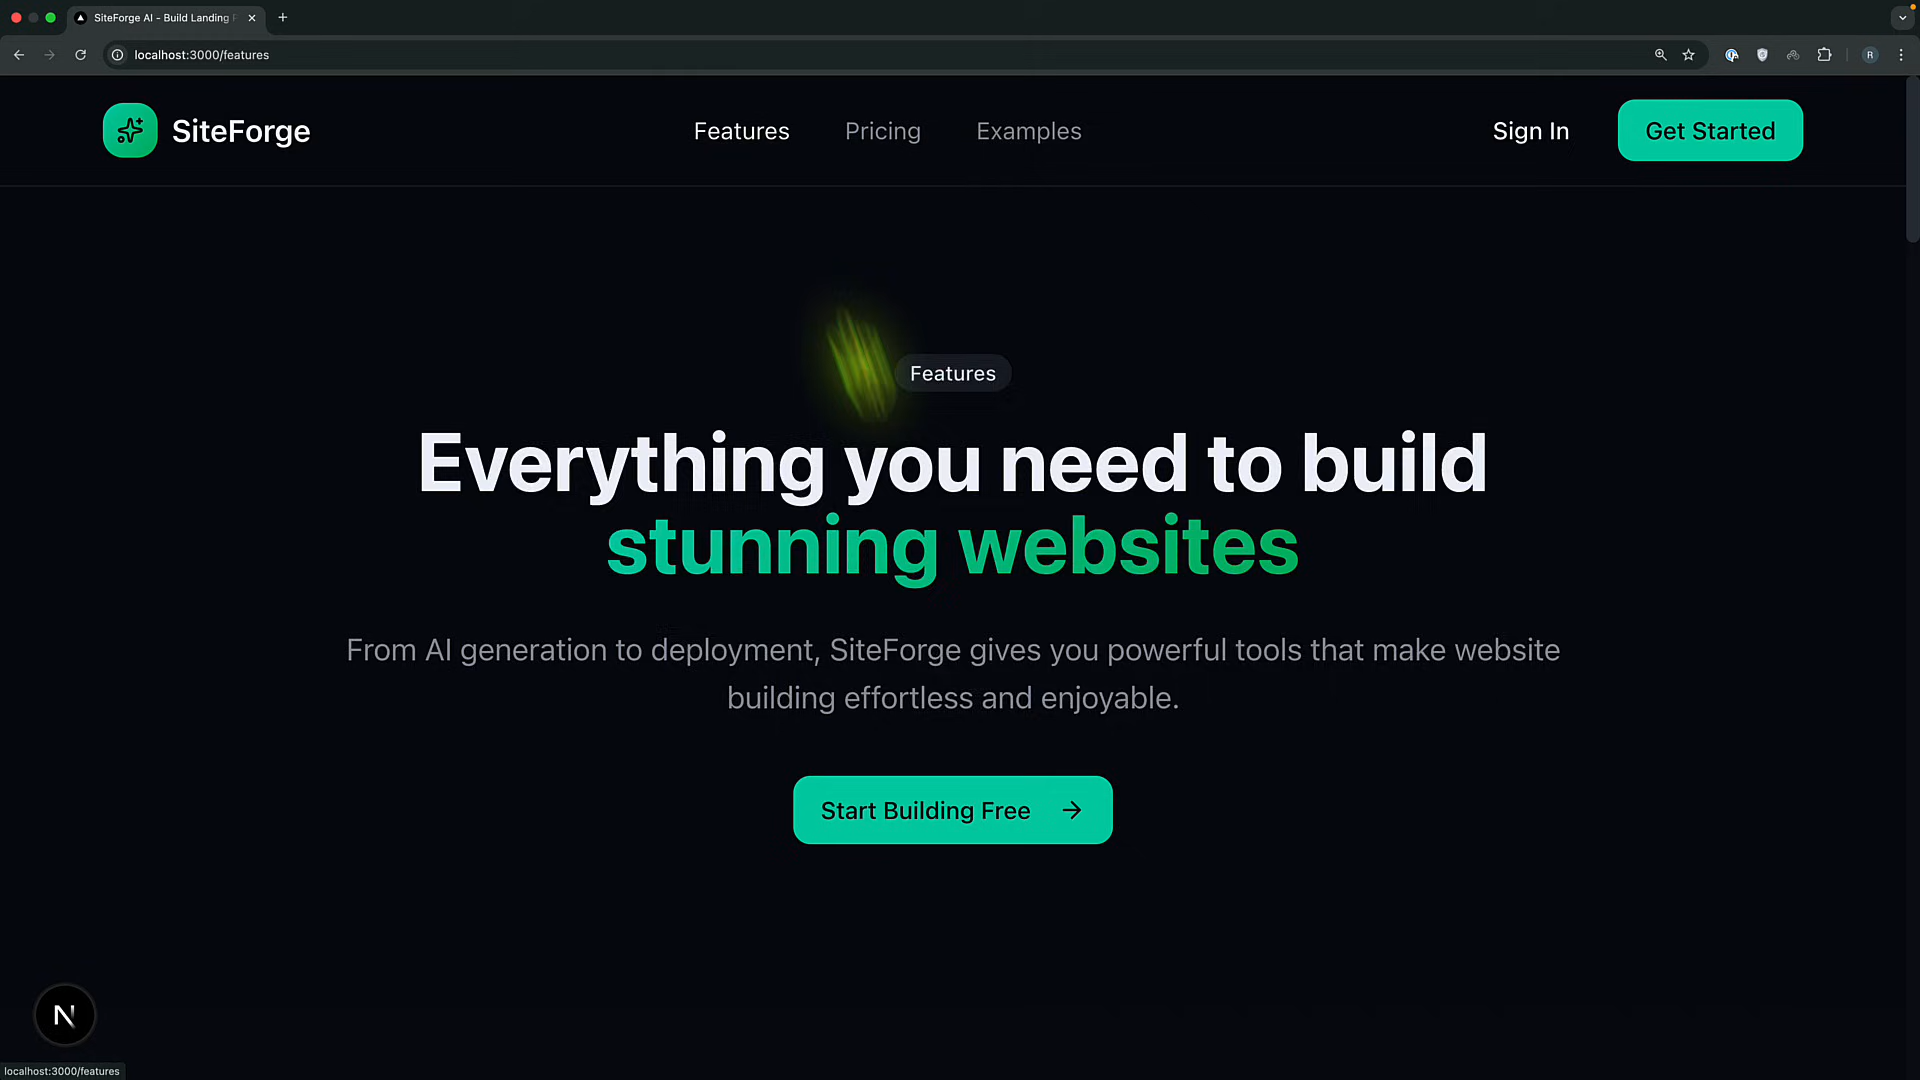 SiteForge AI - Build Landing
localhost:3000/features
R
SiteForge
Features
Pricing
Examples
Sign In
Get Started
Features
Everything you need to build
stunning websites
From AI generation to deployment, SiteForge gives you powerful tools that make website
building effortless and enjoyable.
Start Building Free
N
localhost:3000/features